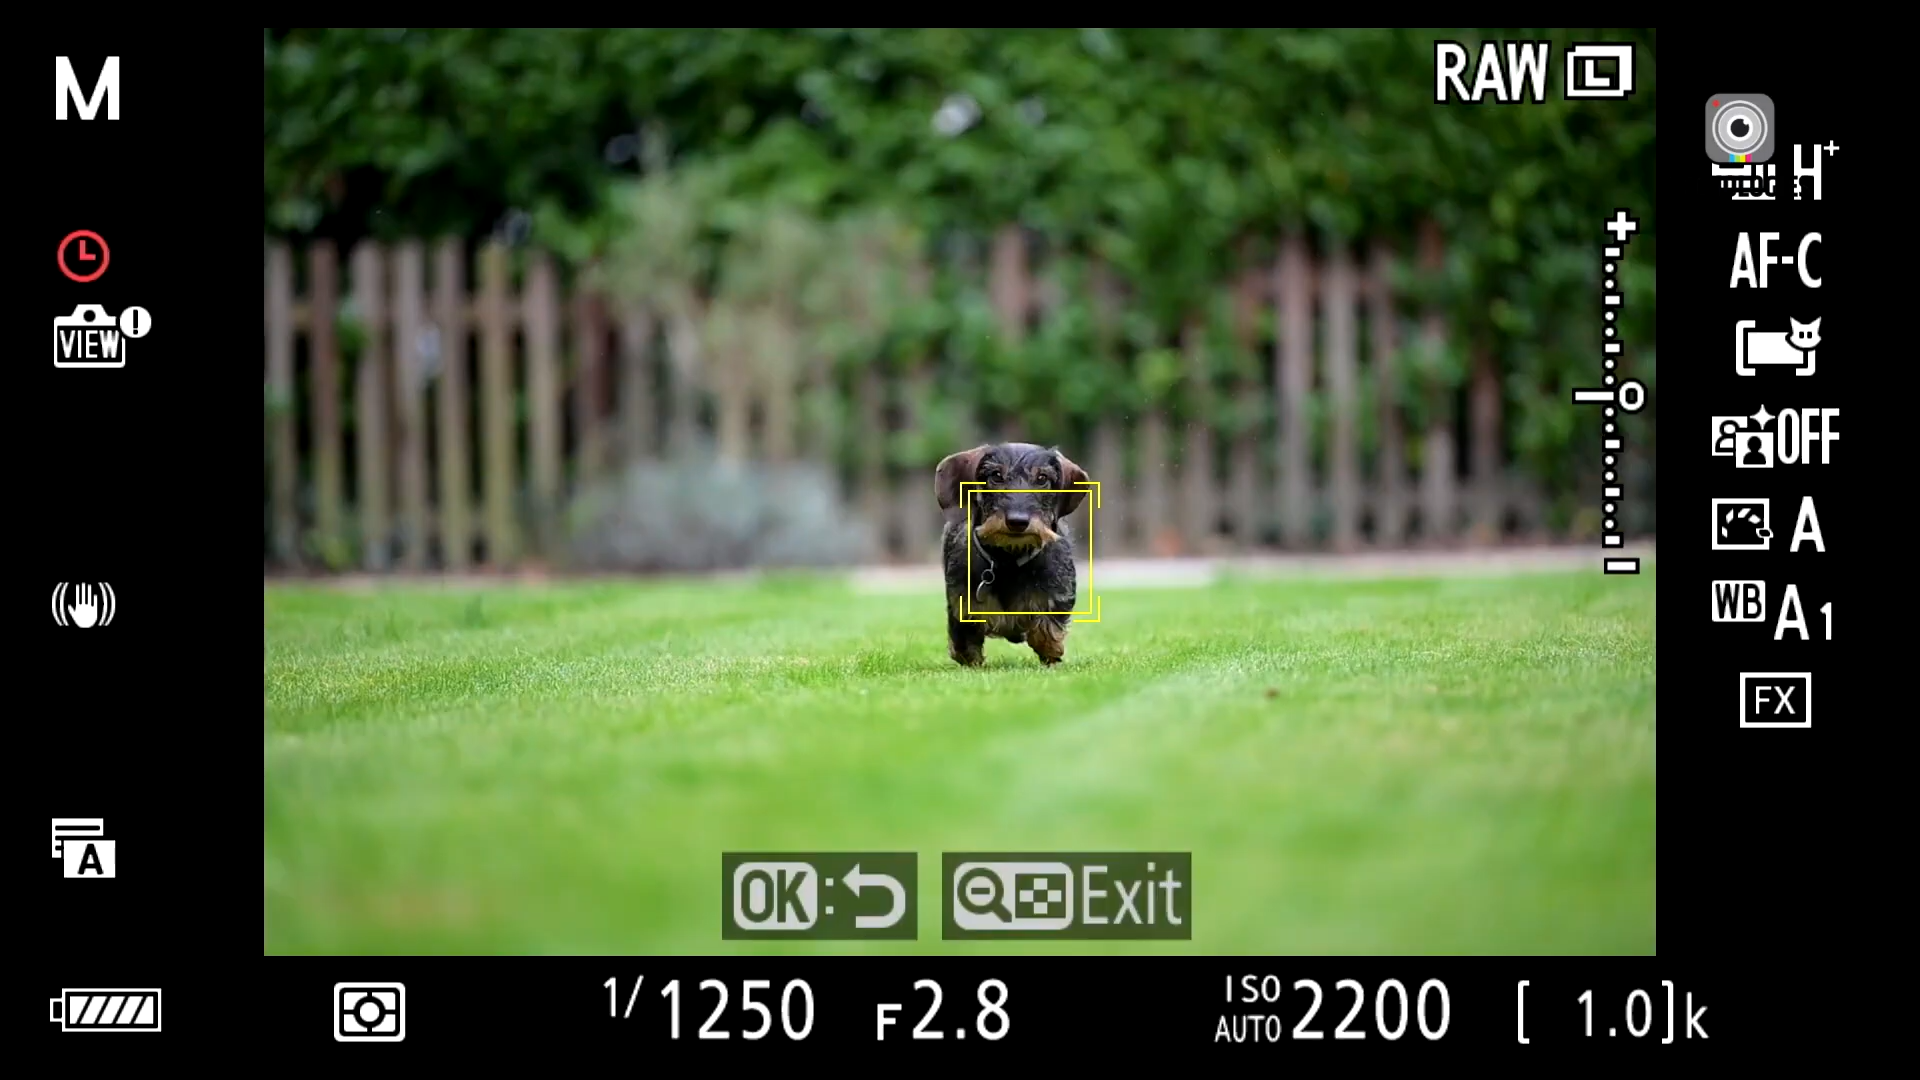 M
RAW L
H+
VIEW
AF-C
OFF
A
WB A1
FX
A
OK: Exit
1/1250 F2.8 ISO AUTO 2200 [ 1.0]k